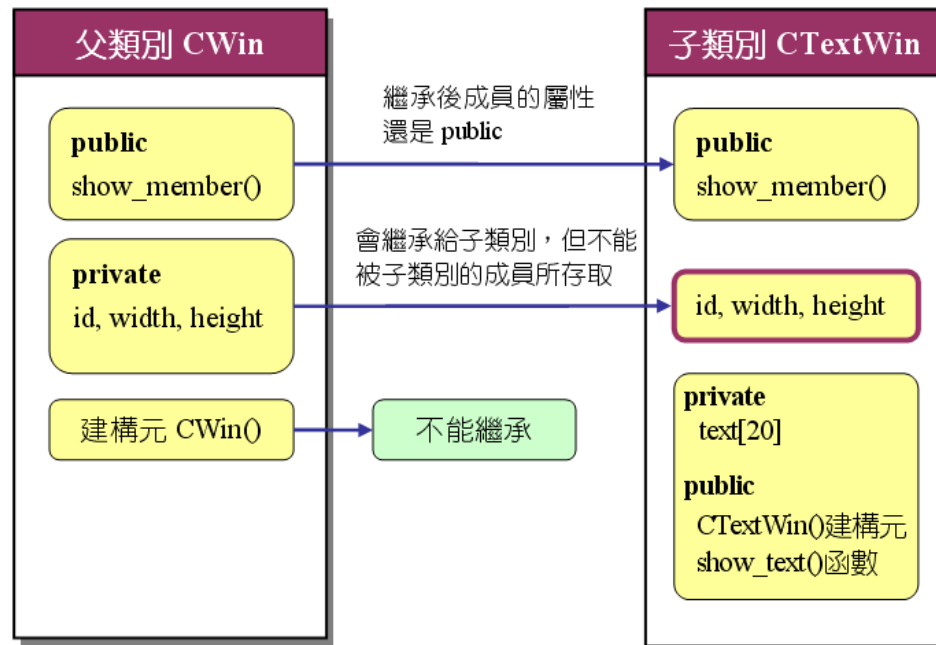 父類別 CWin
public
show_member()
private
id, width, height
建構元 CWin()
繼承後成員的屬性
還是 public
會繼承給子類別，但不能
被子類別的成員所存取
不能繼承
子類別 CTextWin
public
show_member()
id, width, height
private
text[20]
public
CTextWin()建構元
show_text()函數